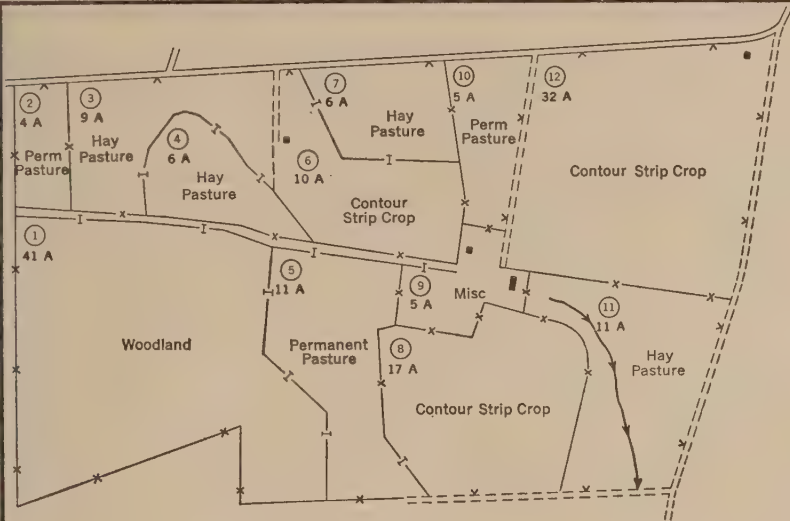 ②
4 A
Perm
Pasture
③
9 A
Hay
Pasture
④
6 A
Hay
Pasture
⑦
6 A
Hay
Pasture
⑥
10 A
Contour
Strip Crop
⑩
5 A
Perm
Pasture
⑫
32 A
Contour Strip Crop
①
41 A
Woodland
⑤
11 A
Permanent
Pasture
⑨
5 A
Misc
⑧
17 A
Contour Strip Crop
⑪
11 A
Hay
Pasture